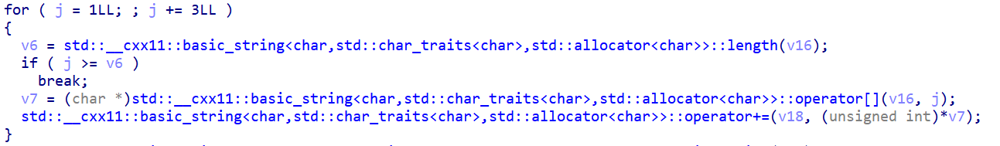 for ( j = 1LL; ; j += 3LL )
{
v6 = std::__cxx11::basic_string<char,std::char_traits<char>,std::allocator<char>>::length(v16);
if ( j >= v6 )
break;
v7 = (char *)std::__cxx11::basic_string<char,std::char_traits<char>,std::allocator<char>>::operator[](v16, j);
std::__cxx11::basic_string<char,std::char_traits<char>,std::allocator<char>>::operator+=(v18, (unsigned int)*v7);
}